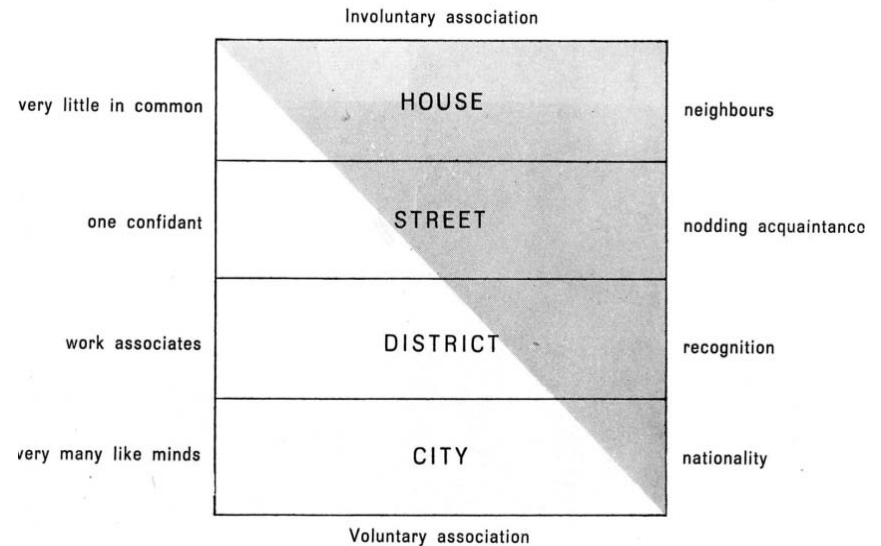 Involuntary association
very little in common HOUSE neighbours
one confidant STREET nodding acquaintance
work associates DISTRICT recognition
very many like minds CITY nationality
Voluntary association